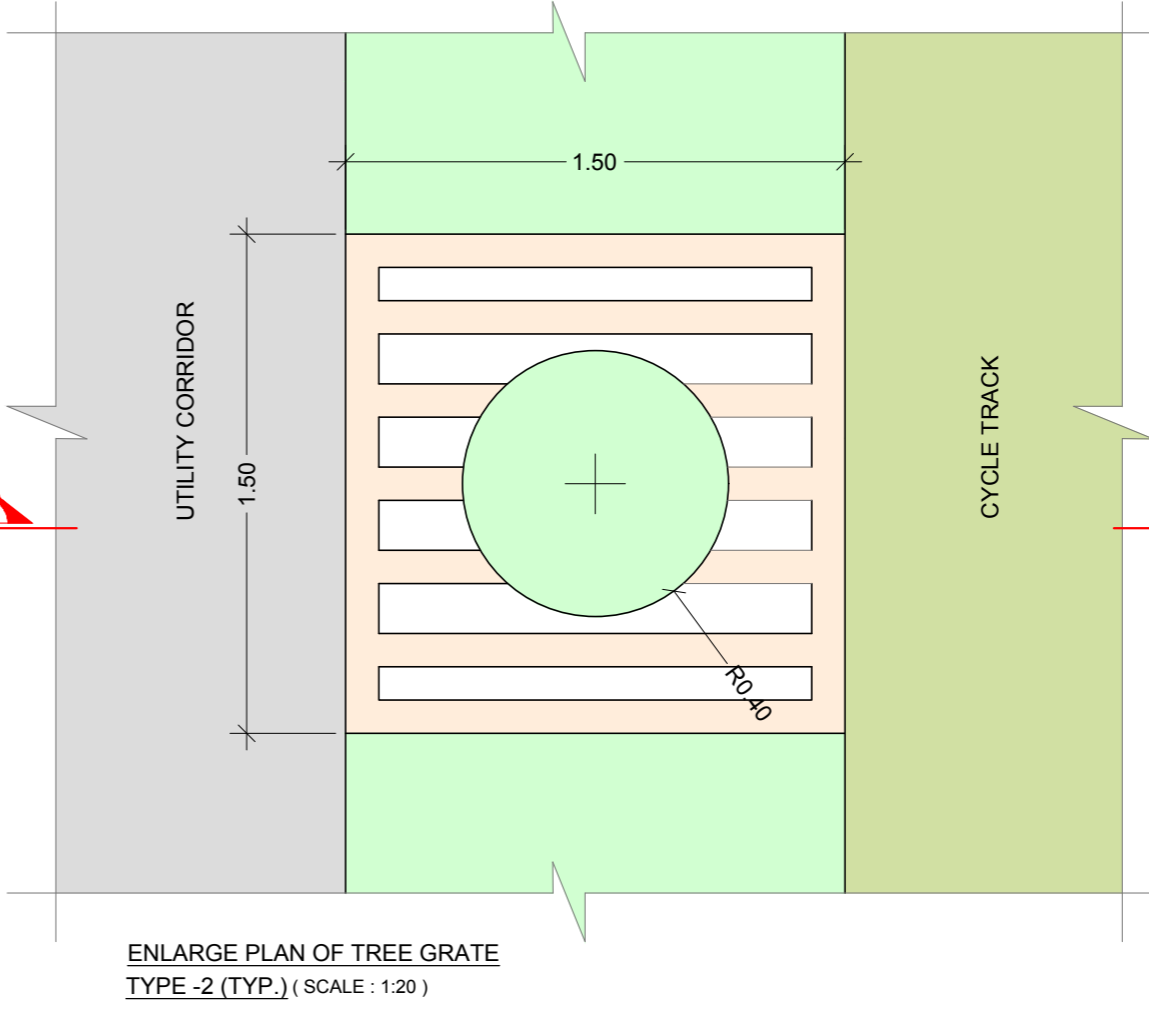 1.50
UTILITY CORRIDOR
1.50
CYCLE TRACK
R0.40
ENLARGE PLAN OF TREE GRATE
TYPE -2 (TYP.) ( SCALE : 1:20 )